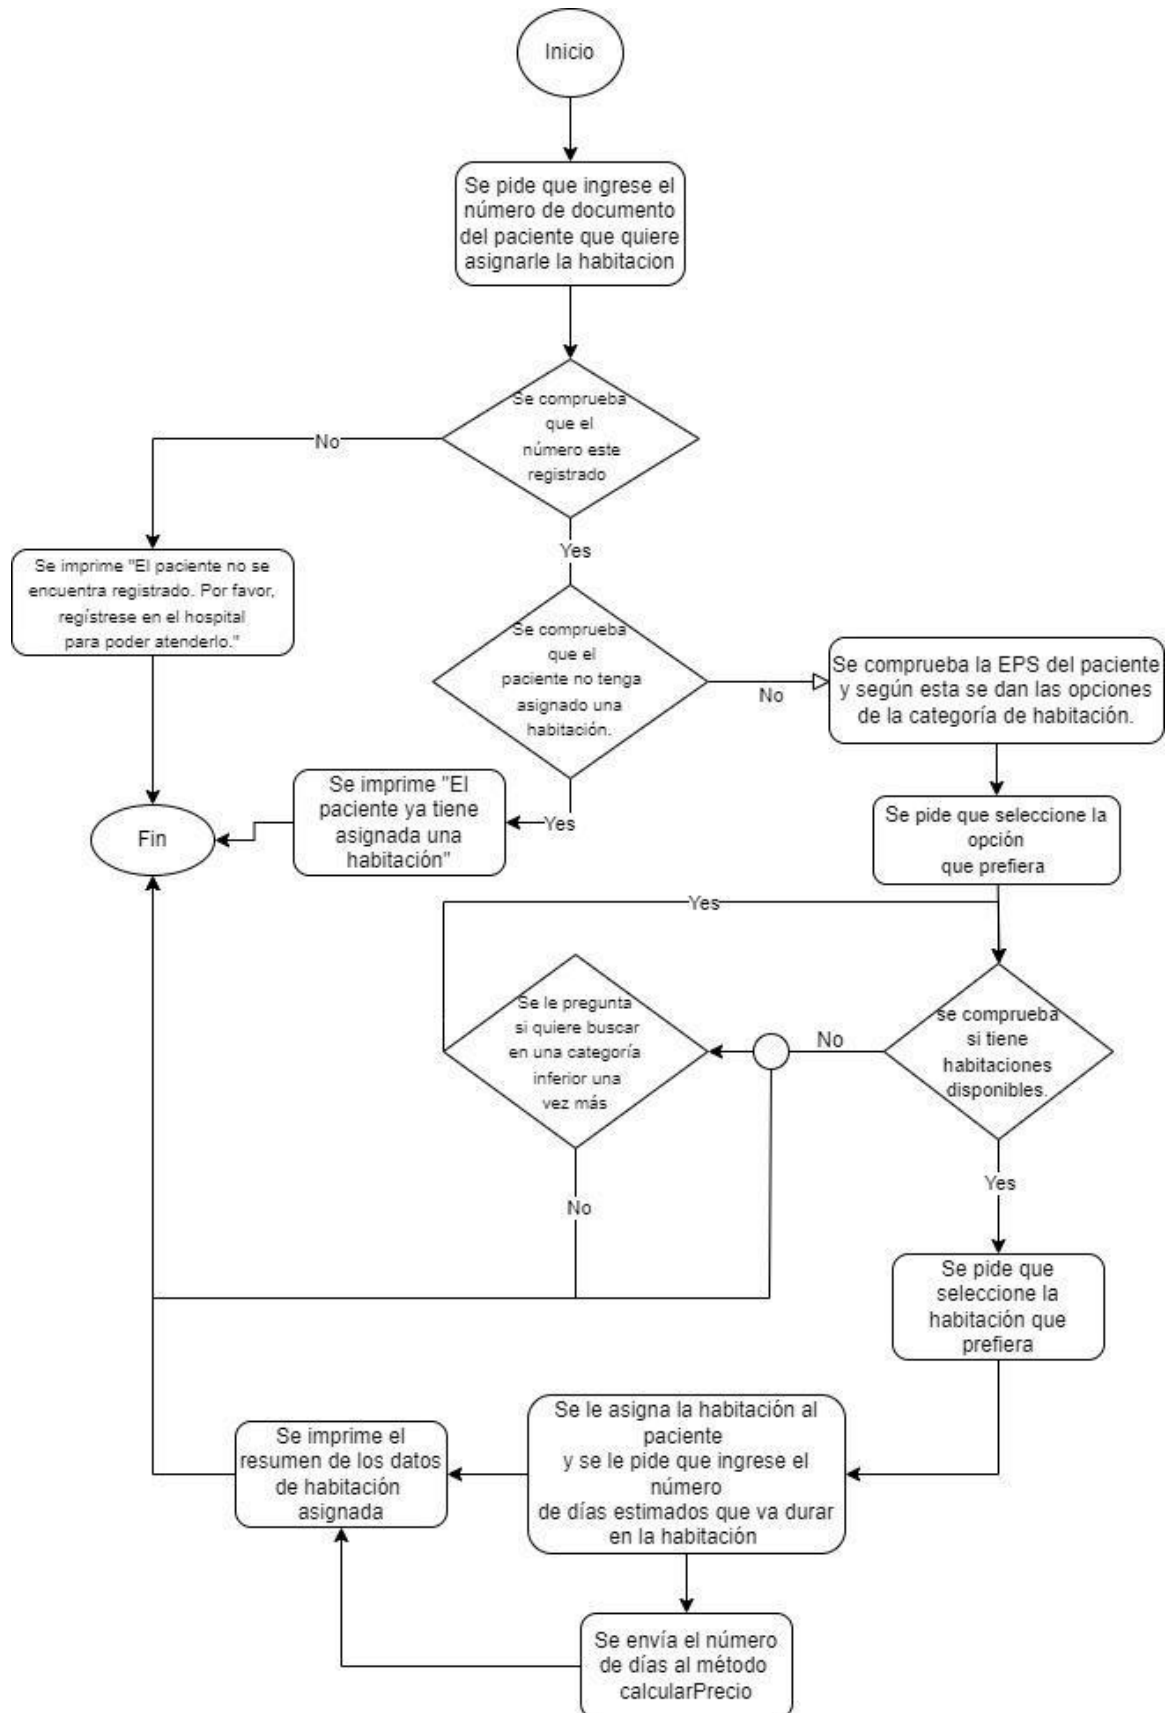 Inicio
Se pide que ingrese el
número de documento
del paciente que quiere
asignarle la habitacion
Se comprueba
que el
número este
registrado
No
Yes
Se imprime "El paciente no se
encuentra registrado. Por favor,
regístrese en el hospital
para poder atenderlo."
Se comprueba
que el
paciente no tenga
asignado una
habitación.
No
Se comprueba la EPS del paciente
y según esta se dan las opciones
de la categoría de habitación.
Yes
Se imprime "El
paciente ya tiene
asignada una
habitación"
Fin
Se pide que seleccione la
opción
que prefiera
Yes
Se le pregunta
si quiere buscar
en una categoría
inferior una
vez más
No
se comprueba
si tiene
habitaciones
disponibles.
No
Yes
Se pide que
seleccione la
habitación que
prefiera
Se le asigna la habitación al
paciente
y se le pide que ingrese el
número
de días estimados que va durar
en la habitación
Se imprime el
resumen de los datos
de habitación
asignada
Se envía el número
de días al método
calcularPrecio